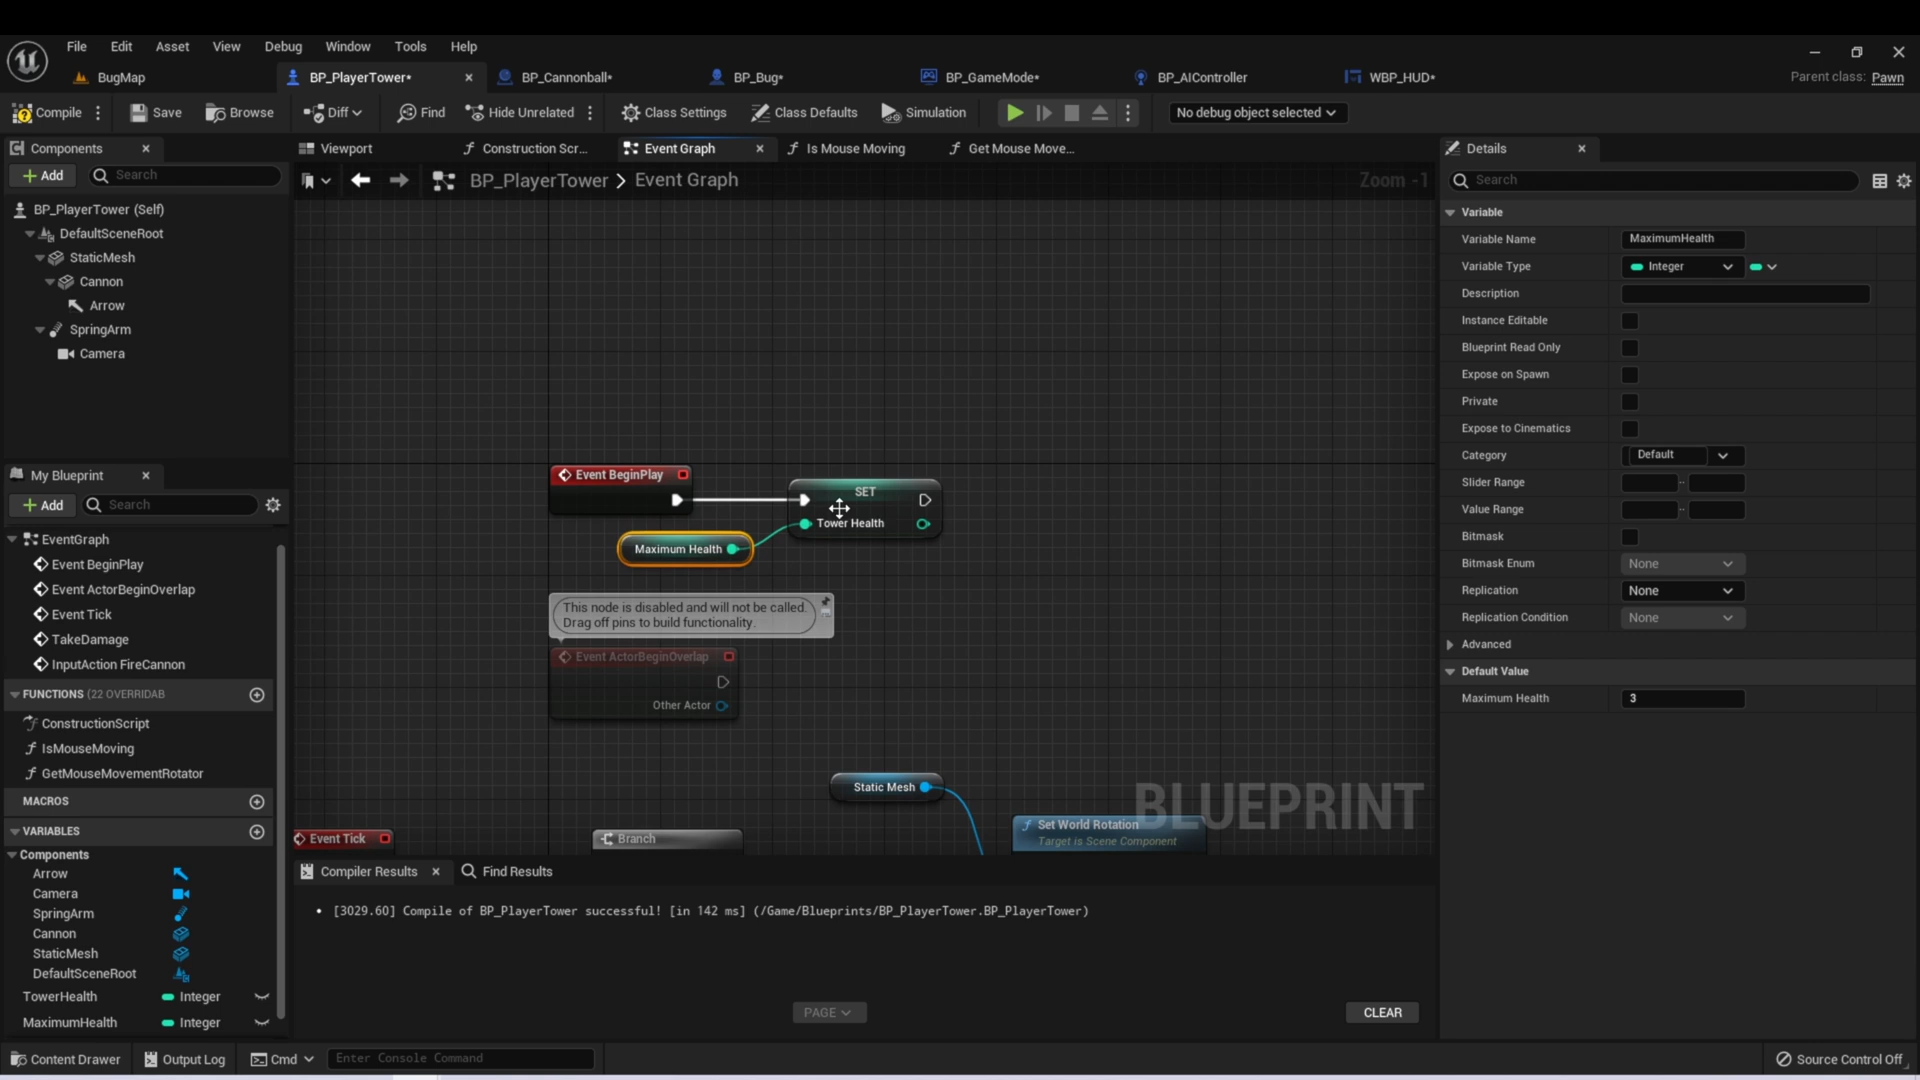 File Edit Asset View Debug Window Tools Help
BugMap BP_PlayerTower* BP_Cannonball* BP_Bug* BP_GameMode* BP_AIController WBP_HUD* Parent class: Pawn
Compile Save Browse Diff Find Hide Unrelated Class Settings Class Defaults Simulation No debug object selected
Components
Add Search
BP_PlayerTower (Self)
DefaultSceneRoot
StaticMesh
Cannon
Arrow
SpringArm
Camera
My Blueprint
Add Search
EventGraph
Event BeginPlay
Event ActorBeginOverlap
Event Tick
TakeDamage
InputAction FireCannon
FUNCTIONS (22 OVERRIDAB
ConstructionScript
IsMouseMoving
GetMouseMovementRotator
MACROS
VARIABLES
Components
Arrow
Camera
SpringArm
Cannon
StaticMesh
DefaultSceneRoot
TowerHealth Integer
MaximumHealth Integer
Viewport Construction Scr... Event Graph Is Mouse Moving Get Mouse Move...
BP_PlayerTower > Event Graph Zoom -1
Event BeginPlay
SET
Tower Health
Maximum Health
This node is disabled and will not be called.
Drag off pins to build functionality.
Event ActorBeginOverlap
Other Actor
Static Mesh
BLUEPRINT
Set World Rotation
Target is Scene Component
Event Tick
Branch
Compiler Results Find Results
• [3029.60] Compile of BP_PlayerTower successful! [in 142 ms] (/Game/Blueprints/BP_PlayerTower.BP_PlayerTower)
PAGE CLEAR
Details
Search
Variable
Variable Name MaximumHealth
Variable Type Integer
Description
Instance Editable
Blueprint Read Only
Expose on Spawn
Private
Expose to Cinematics
Category Default
Slider Range
Value Range
Bitmask
Bitmask Enum None
Replication None
Replication Condition None
Advanced
Default Value
Maximum Health 3
Content Drawer Output Log Cmd Enter Console Command Source Control Off